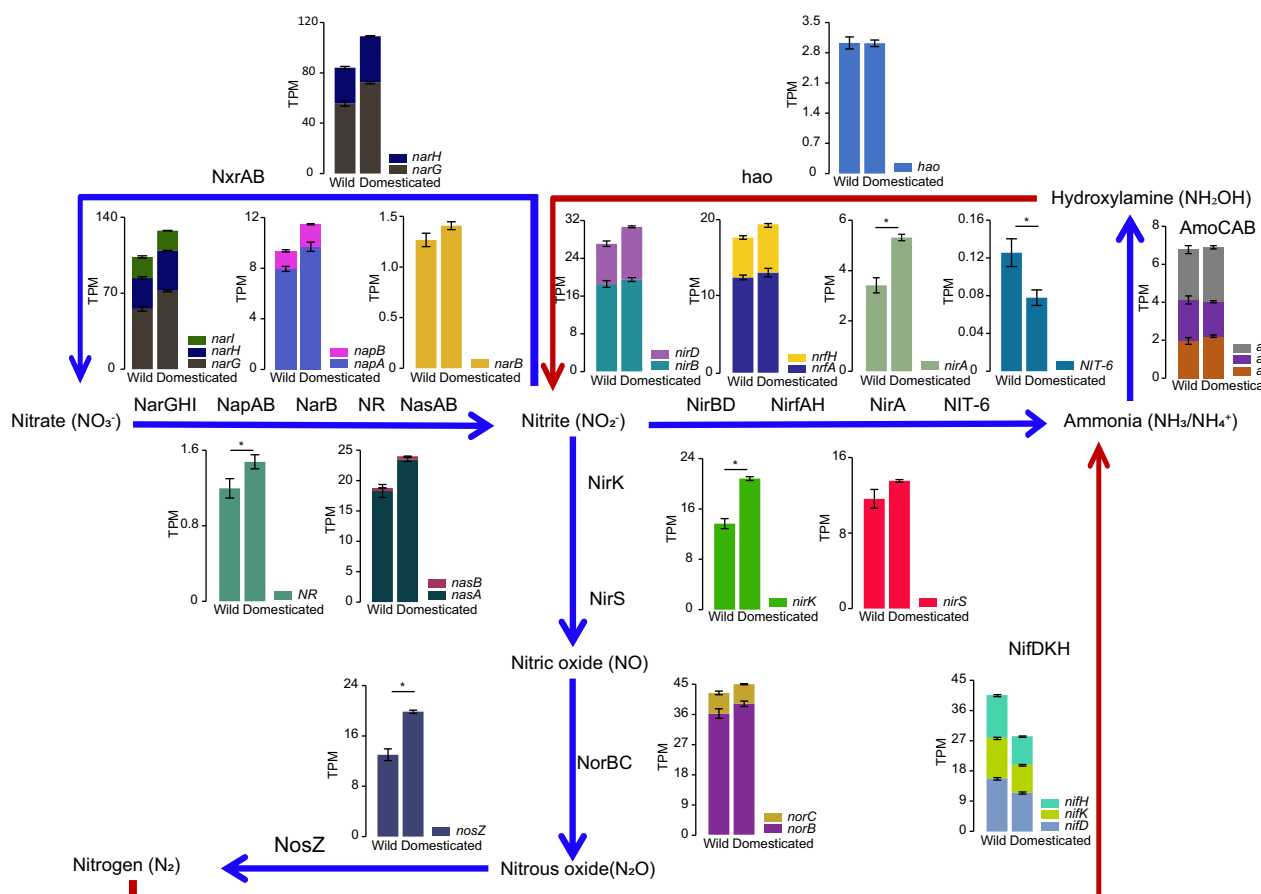 120
80
40
0
TPM
narH
narG
Wild Domesticated
NxrAB
3.5
2.8
2.1
1.4
0.7
0
TPM
hao
Wild Domesticated
hao
Hydroxylamine (NH₂OH)
140
70
0
TPM
narI
narH
narG
Wild Domesticated
12
8
4
0
TPM
napB
napA
Wild Domesticated
1.5
1.0
0.5
0
TPM
narB
Wild Domesticated
32
24
16
8
0
TPM
nirD
nirB
Wild Domesticated
20
10
0
TPM
nrfH
nrfA
Wild Domesticated
6
4
2
0
TPM
*
nirA
Wild Domesticated
0.16
0.12
0.08
0.04
0
TPM
*
NIT-6
Wild Domesticated
AmoCAB
8
6
4
2
0
TPM
a
a
a
Wild Domesticated
NarGHI NapAB NarB NR NasAB
NirBD NirfAH NirA NIT-6
Nitrate (NO₃⁻)
Nitrite (NO₂⁻)
Ammonia (NH₃/NH₄⁺)
1.6
0.8
0
TPM
*
NR
Wild Domesticated
25
20
15
10
5
0
TPM
nasB
nasA
Wild Domesticated
NirK
NirS
24
16
8
0
TPM
*
nirK
Wild Domesticated
16
8
0
TPM
nirS
Wild Domesticated
Nitric oxide (NO)
NifDKH
24
16
8
0
TPM
*
nosZ
Wild Domesticated
NorBC
45
36
27
18
9
0
TPM
norC
norB
Wild Domesticated
45
36
27
18
9
0
TPM
nifH
nifK
nifD
Wild Domesticated
NosZ
Nitrogen (N₂)
Nitrous oxide(N₂O)